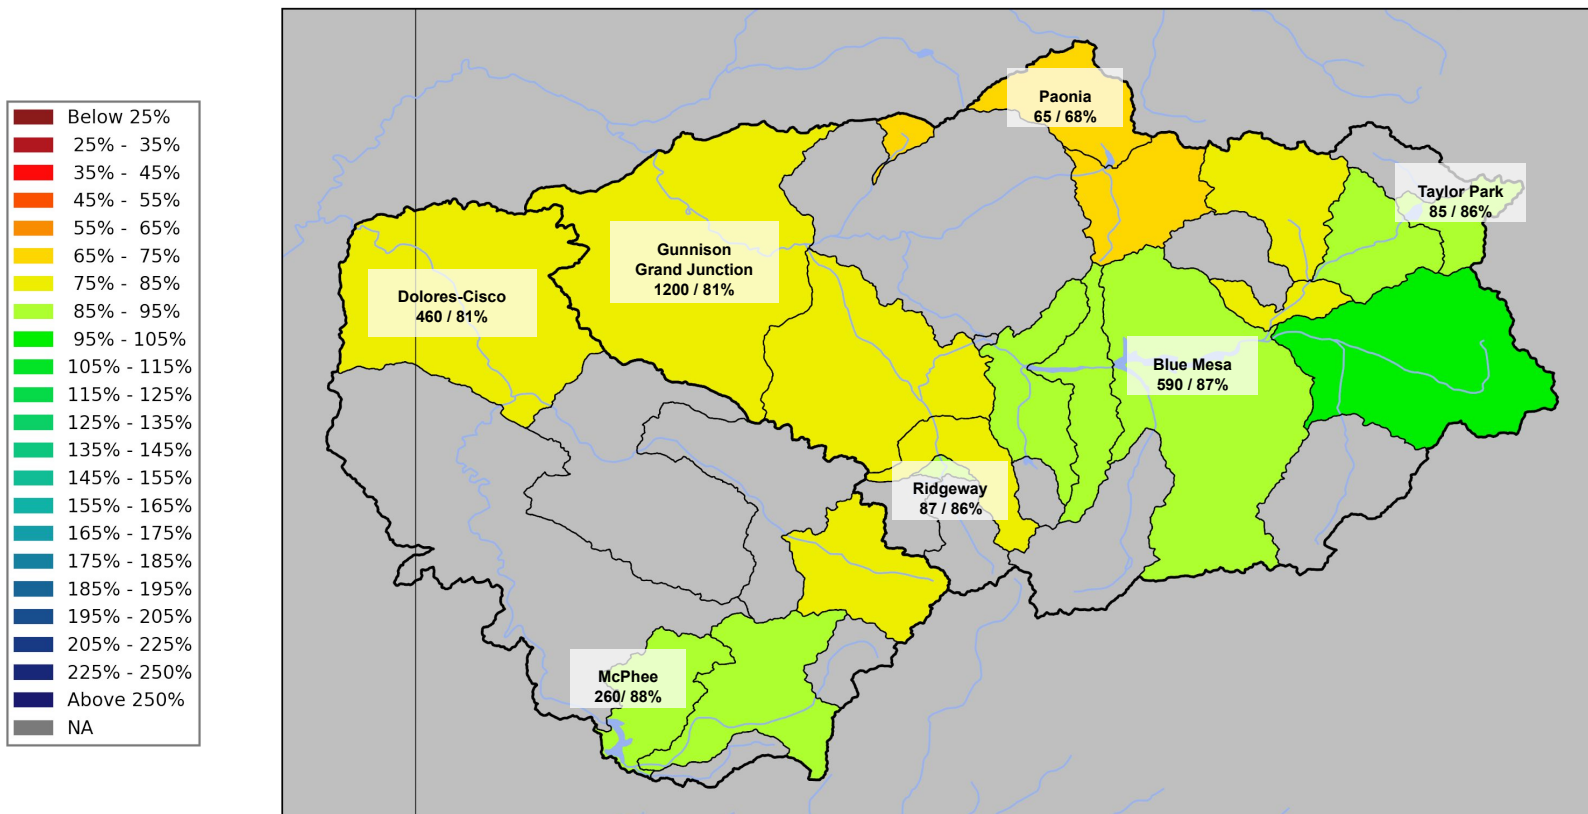 Below 25%
25% - 35%
35% - 45%
45% - 55%
55% - 65%
65% - 75%
75% - 85%
85% - 95%
95% - 105%
105% - 115%
115% - 125%
125% - 135%
135% - 145%
145% - 155%
155% - 165%
165% - 175%
175% - 185%
185% - 195%
195% - 205%
205% - 225%
225% - 250%
Above 250%
NA
Paonia
65 / 68%
Taylor Park
85 / 86%
Gunnison
Grand Junction
1200 / 81%
Dolores-Cisco
460 / 81%
Blue Mesa
590 / 87%
Ridgeway
87 / 86%
McPhee
260/ 88%